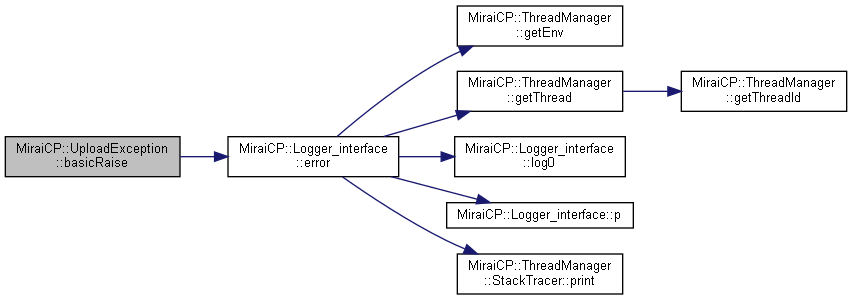 MiraiCP::UploadException
::basicRaise
MiraiCP::Logger_interface
::error
MiraiCP::ThreadManager
::getEnv
MiraiCP::ThreadManager
::getThread
MiraiCP::ThreadManager
::getThreadId
MiraiCP::Logger_interface
::log0
MiraiCP::Logger_interface::p
MiraiCP::ThreadManager
::StackTracer::print